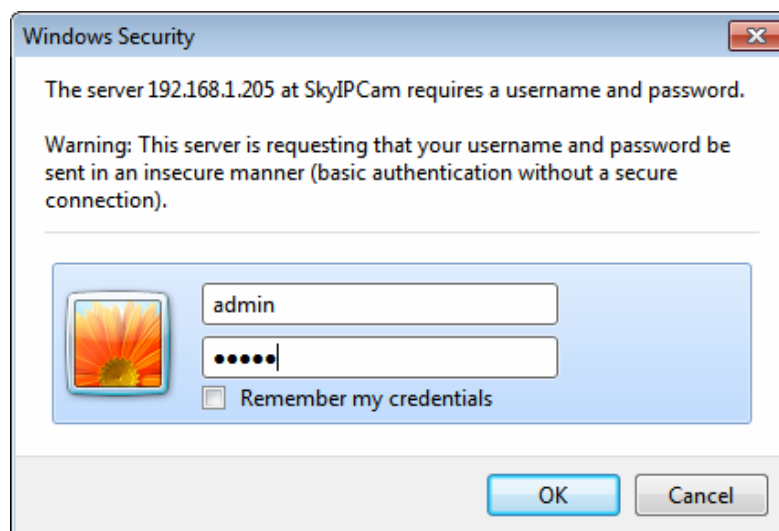 Windows Security
The server 192.168.1.205 at SkyIPCam requires a username and password.
Warning: This server is requesting that your username and password be
sent in an insecure manner (basic authentication without a secure
connection).
admin
●●●●●
Remember my credentials
OK
Cancel